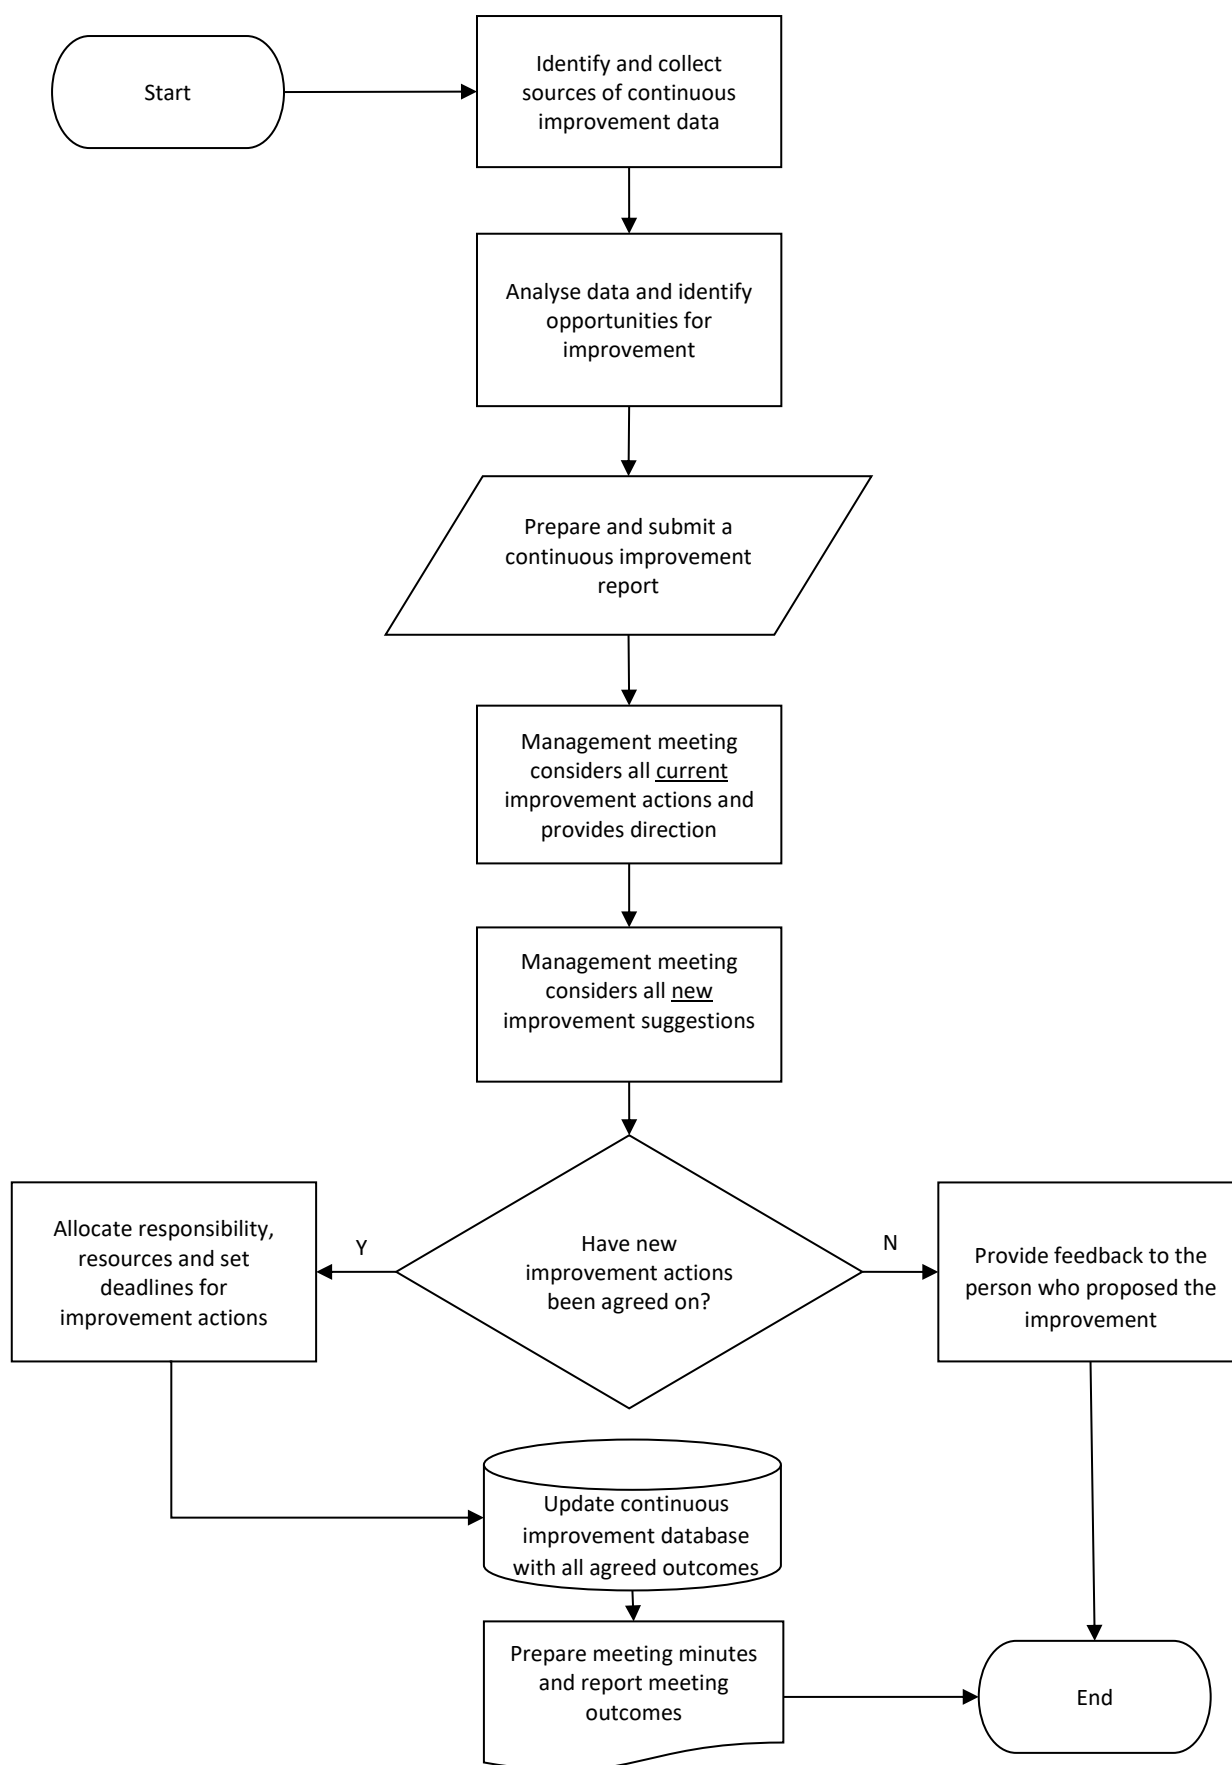 Start
Identify and collect
sources of continuous
improvement data
Analyse data and identify
opportunities for
improvement
Prepare and submit a
continuous improvement
report
Management meeting
considers all current
improvement actions and
provides direction
Management meeting
considers all new
improvement suggestions
Have new
improvement actions
been agreed on?
Y
Allocate responsibility,
resources and set
deadlines for
improvement actions
N
Provide feedback to the
person who proposed the
improvement
Update continuous
improvement database
with all agreed outcomes
Prepare meeting minutes
and report meeting
outcomes
End